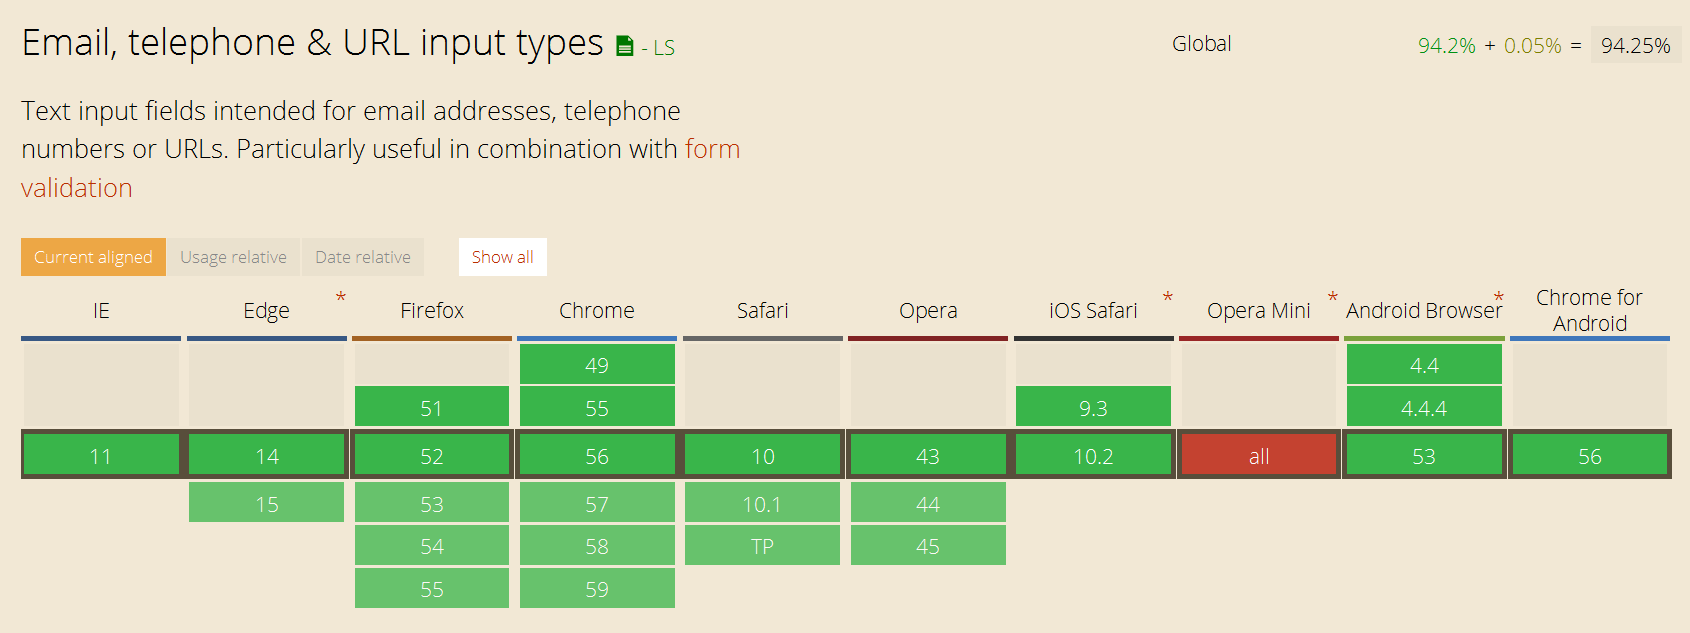 Email, telephone & URL input types - LS
Global 94.2% + 0.05% = 94.25%
Text input fields intended for email addresses, telephone
numbers or URLs. Particularly useful in combination with form
validation
Current aligned Usage relative Date relative Show all
IE Edge * Firefox Chrome Safari Opera iOS Safari * Opera Mini * Android Browser * Chrome for Android
49 4.4
51 55 9.3 4.4.4
11 14 52 56 10 43 10.2 all 53 56
15 53 57 10.1 44
54 58 TP 45
55 59